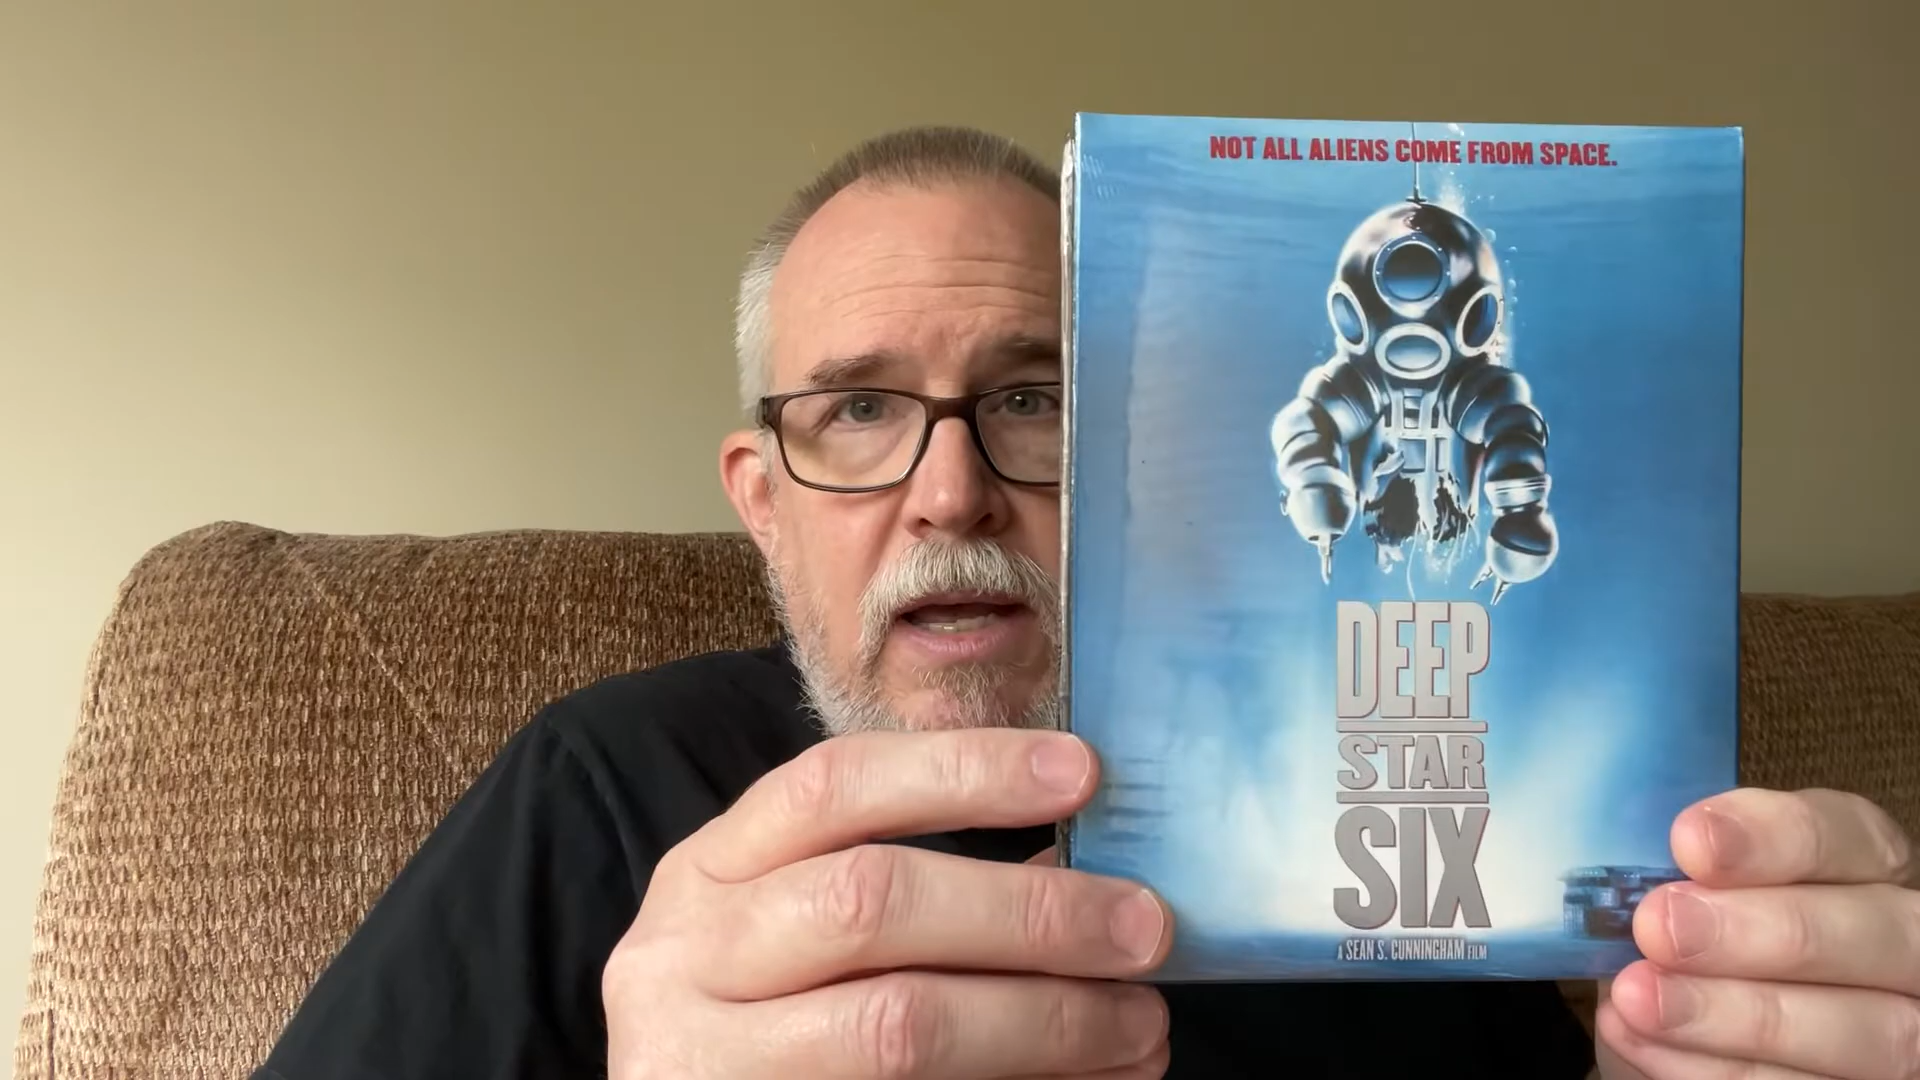 NOT ALL ALIENS COME FROM SPACE.
DEEP
STAR
SIX
A SEAN S. CUNNINGHAM FILM